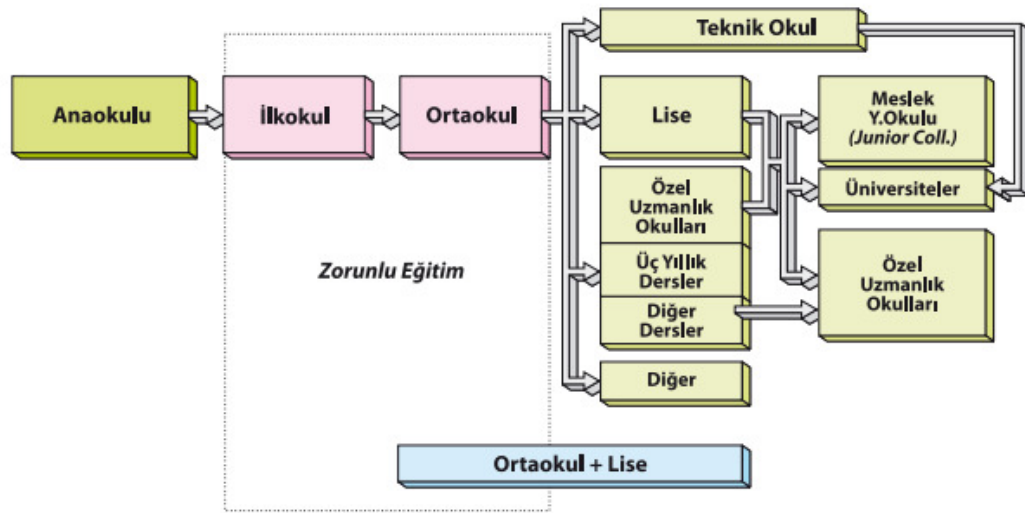 Teknik Okul
Anaokulu
İlkokul
Ortaokul
Lise
Meslek
Y.Okulu
(Junior Coll.)
Üniversiteler
Özel
Uzmanlık
Okulları
Üç Yıllık
Dersler
Diğer
Dersler
Özel
Uzmanlık
Okulları
Zorunlu Eğitim
Diğer
Ortaokul + Lise